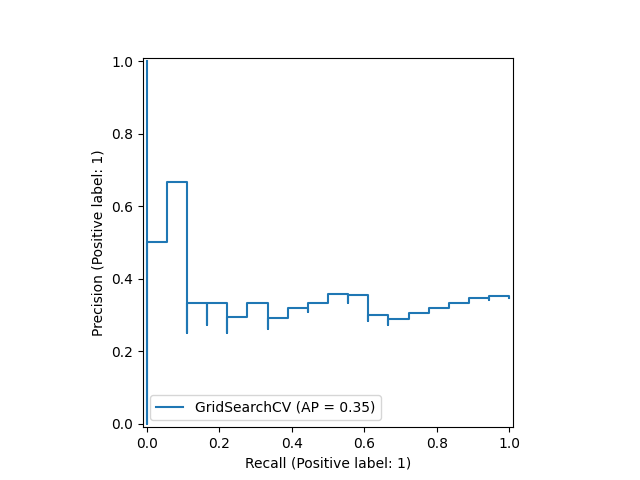 1.0
0.8
0.6
0.4
0.2
0.0
Precision (Positive label: 1)
GridSearchCV (AP = 0.35)
0.0 0.2 0.4 0.6 0.8 1.0
Recall (Positive label: 1)